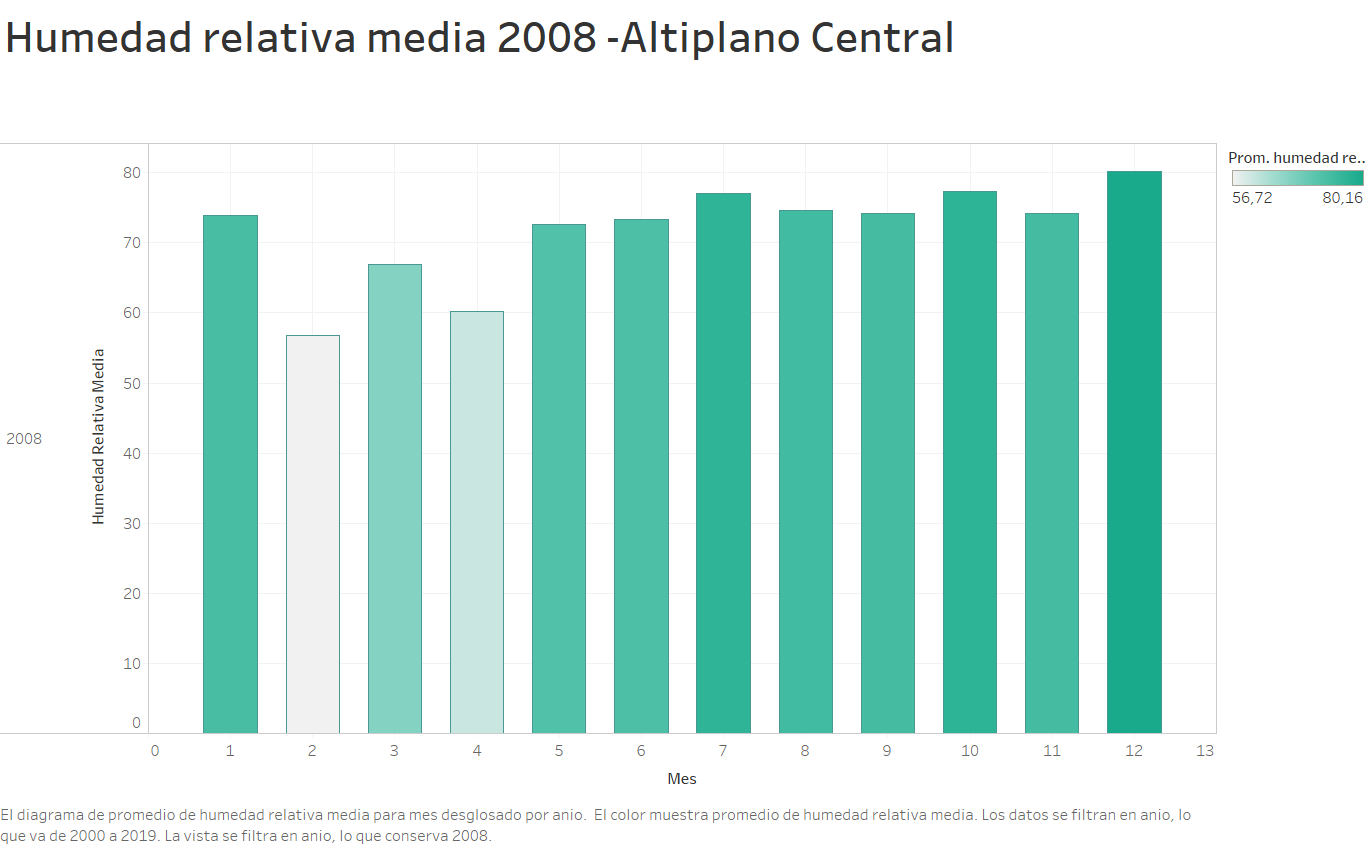 Humedad relativa media 2008 -Altiplano Central
Prom. humedad re..
56,72 80,16
80
70
60
50
40
30
20
10
0
Humedad Relativa Media
2008
0 1 2 3 4 5 6 7 8 9 10 11 12 13
Mes
El diagrama de promedio de humedad relativa media para mes desglosado por anio. El color muestra promedio de humedad relativa media. Los datos se filtran en anio, lo
que va de 2000 a 2019. La vista se filtra en anio, lo que conserva 2008.